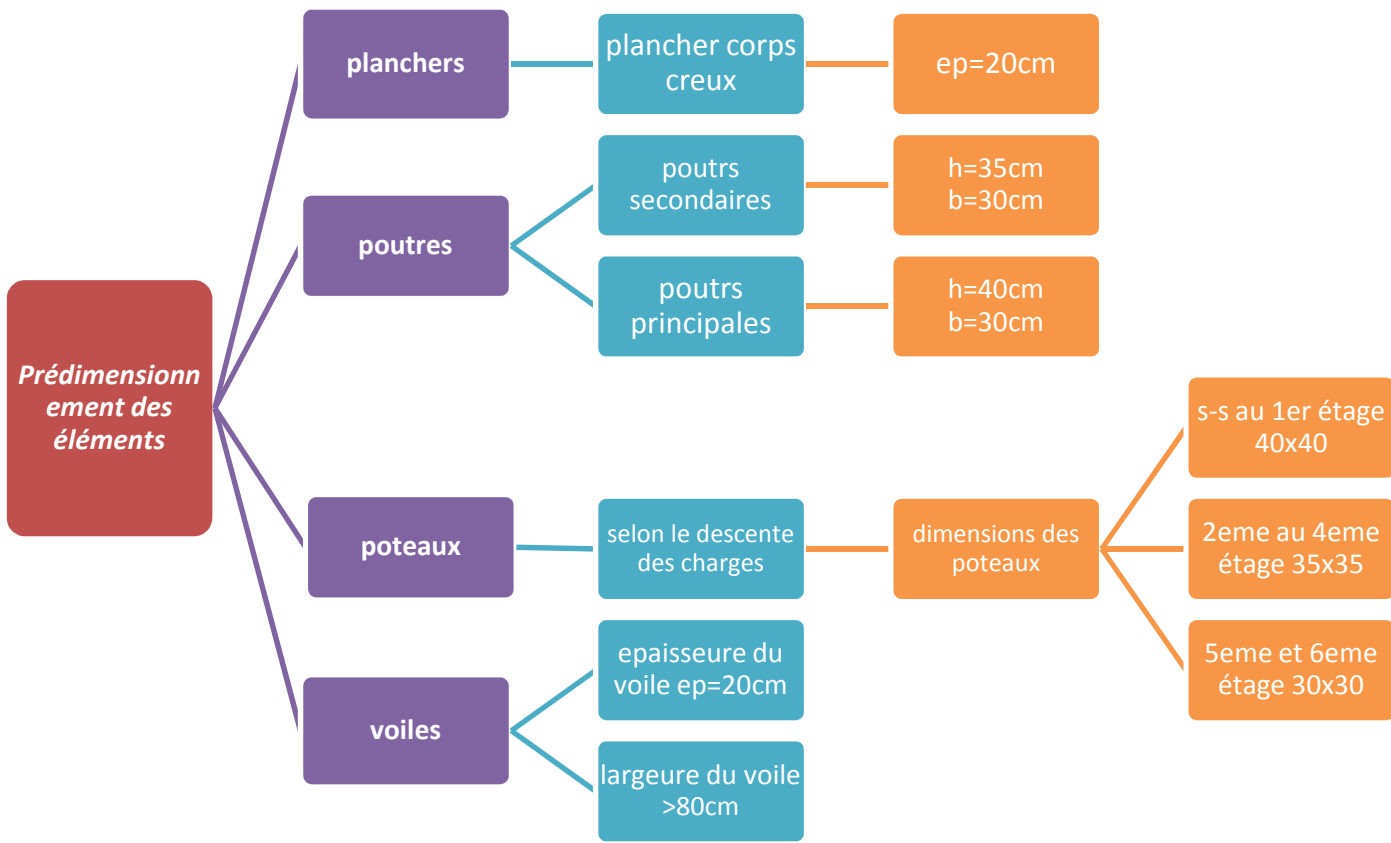 planchers
plancher corps
creux
ep=20cm
poutres
poutrs
secondaires
h=35cm
b=30cm
poutrs
principales
h=40cm
b=30cm
Prédimensionn
ement des
éléments
poteaux
selon le descente
des charges
dimensions des
poteaux
s-s au 1er étage
40x40
2eme au 4eme
étage 35x35
5eme et 6eme
étage 30x30
voiles
epaisseure du
voile ep=20cm
largeure du voile
>80cm